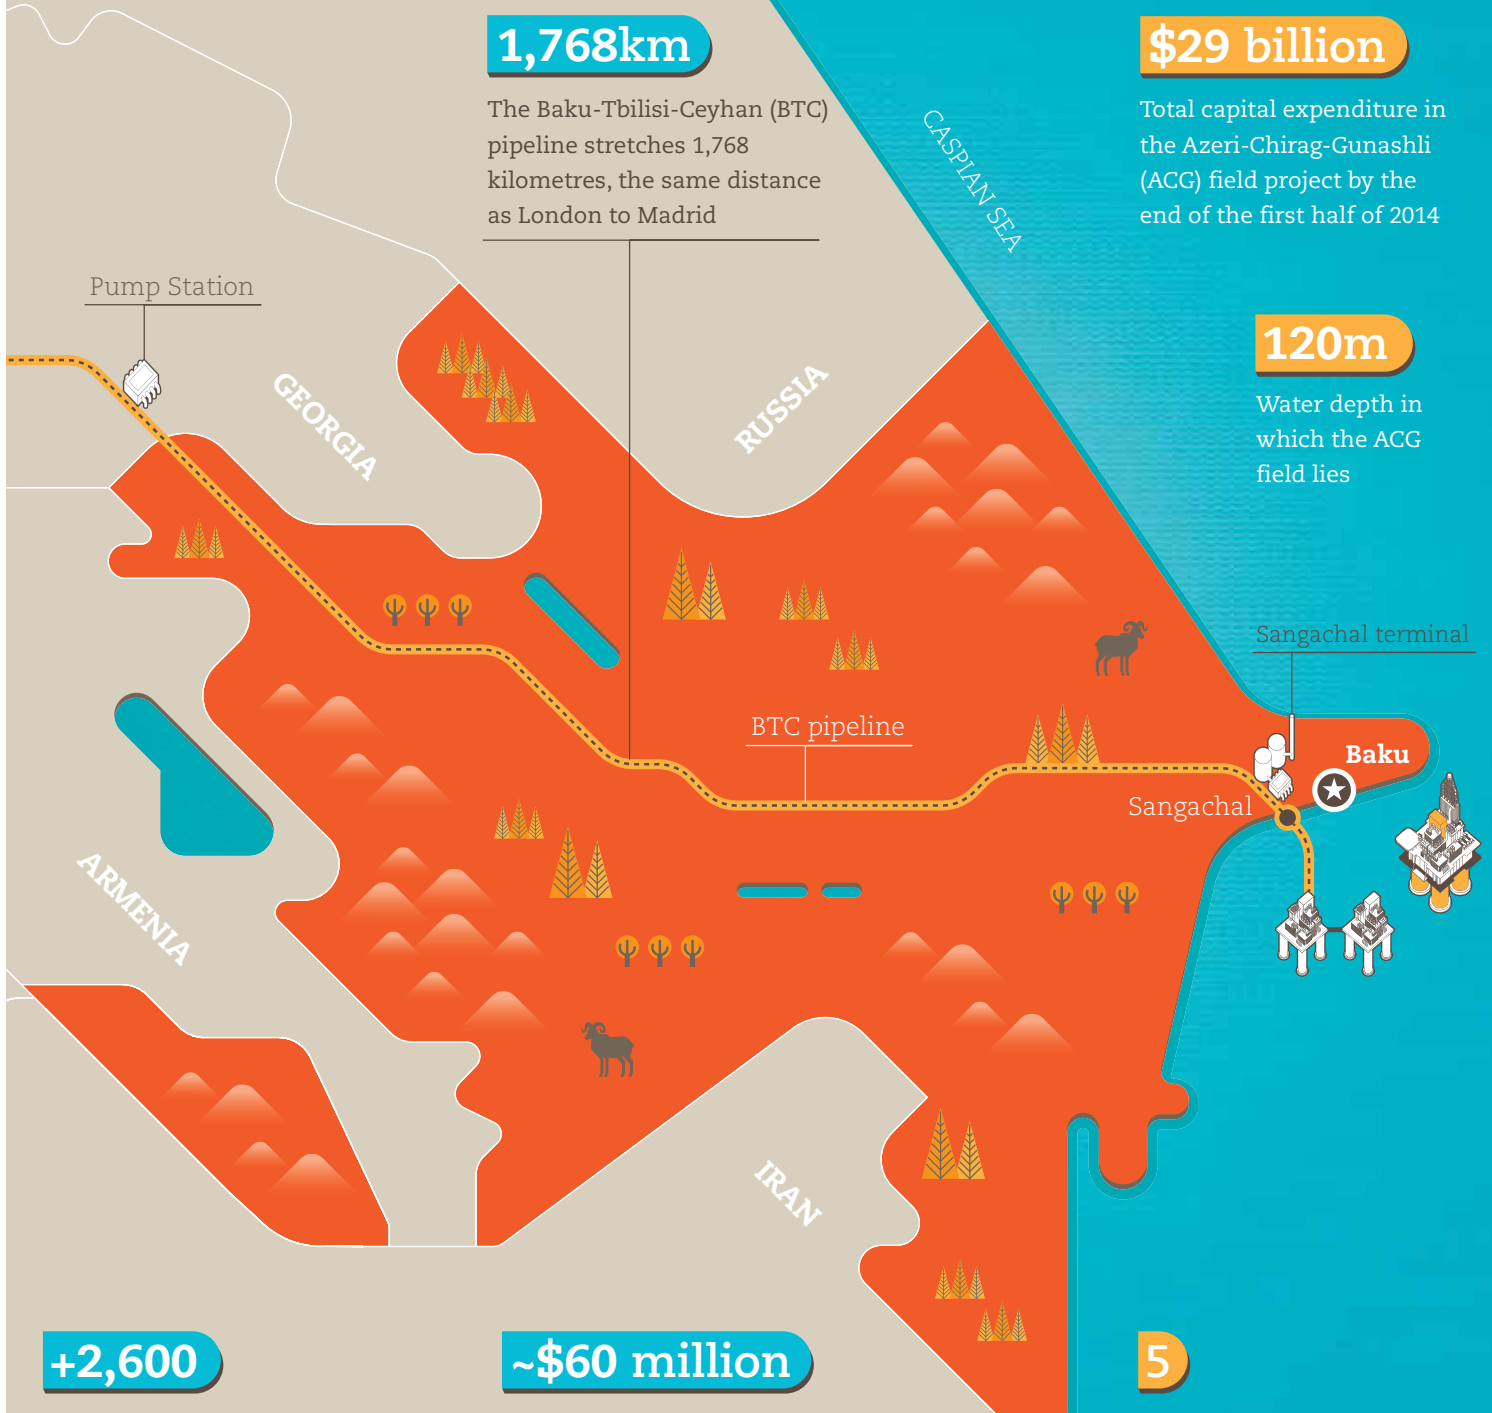 1,768km
The Baku-Tbilisi-Ceyhan (BTC)
pipeline stretches 1,768
kilometres, the same distance
as London to Madrid
$29 billion
Total capital expenditure in
the Azeri-Chirag-Gunashli
(ACG) field project by the
end of the first half of 2014
CASPIAN SEA
Pump Station
120m
Water depth in
which the ACG
field lies
GEORGIA
RUSSIA
Sangachal terminal
BTC pipeline
Baku
Sangachal
ARMENIA
IRAN
+2,600
~$60 million
5